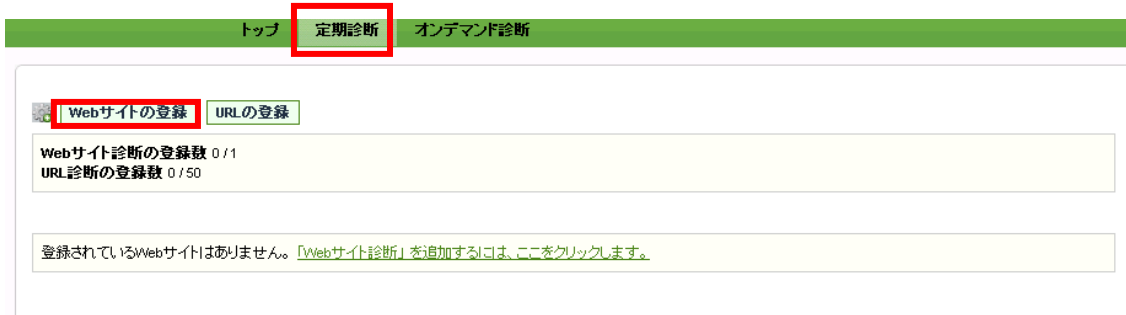 トップ 定期診断 オンデマンド診断
Webサイトの登録 URLの登録
Webサイト診断の登録数 0 / 1
URL診断の登録数 0 / 50
登録されているWebサイトはありません。「Webサイト診断」を追加するには、ここをクリックします。